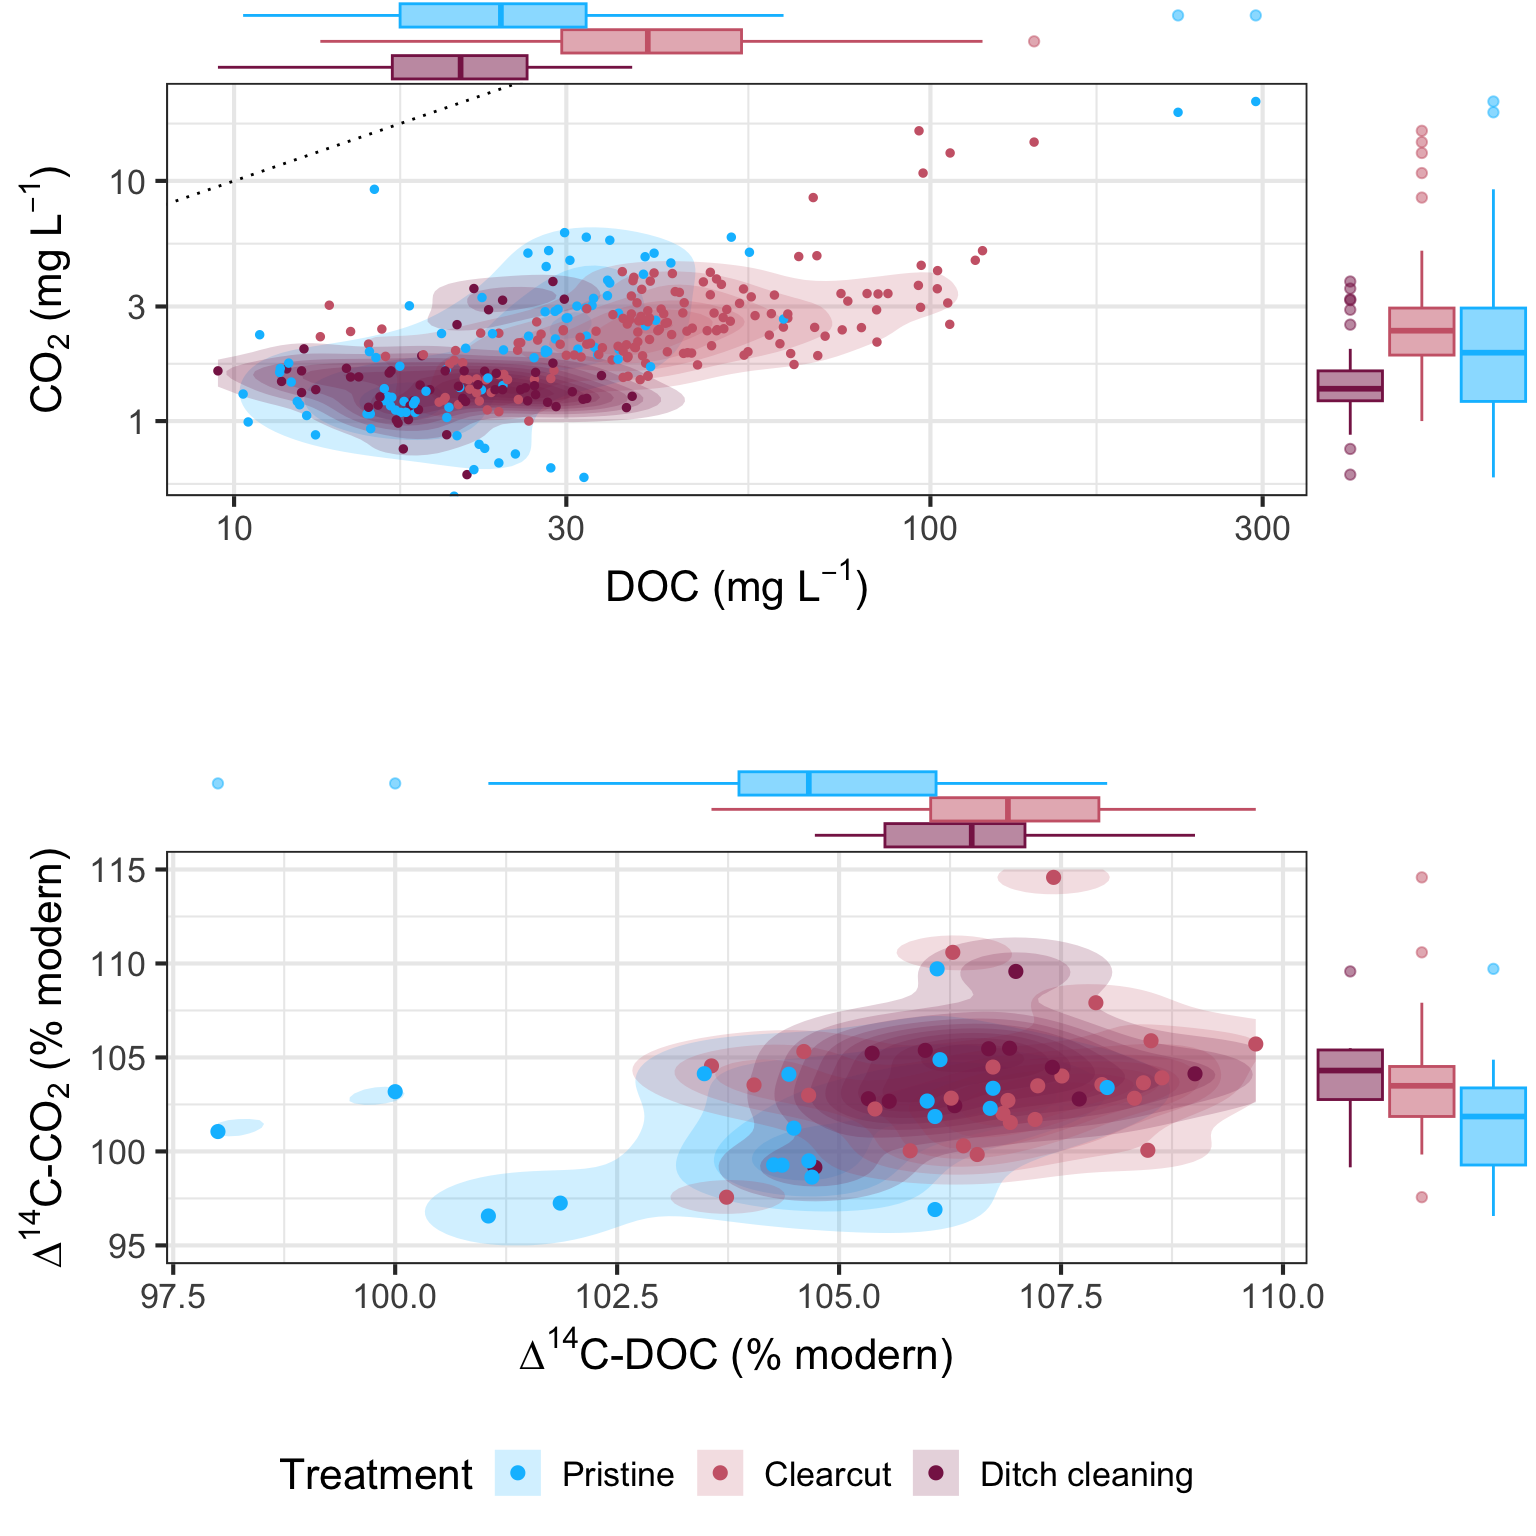 10
3
1
CO₂ (mg L⁻¹)
10 30 100 300
DOC (mg L⁻¹)
115
110
105
100
95
Δ¹⁴C-CO₂ (% modern)
97.5 100.0 102.5 105.0 107.5 110.0
Δ¹⁴C-DOC (% modern)
Treatment Pristine Clearcut Ditch cleaning